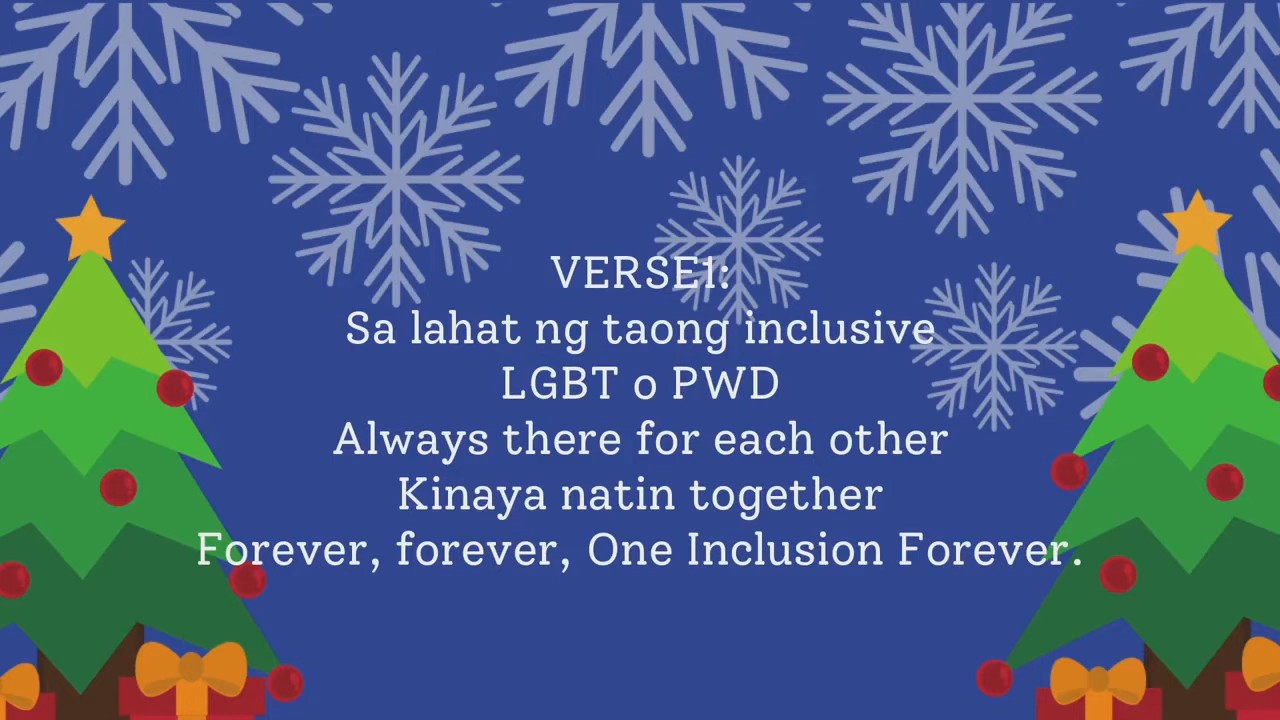 VERSE1:
Sa lahat ng taong inclusive
LGBT o PWD
Always there for each other
Kinaya natin together
Forever, forever, One Inclusion Forever.